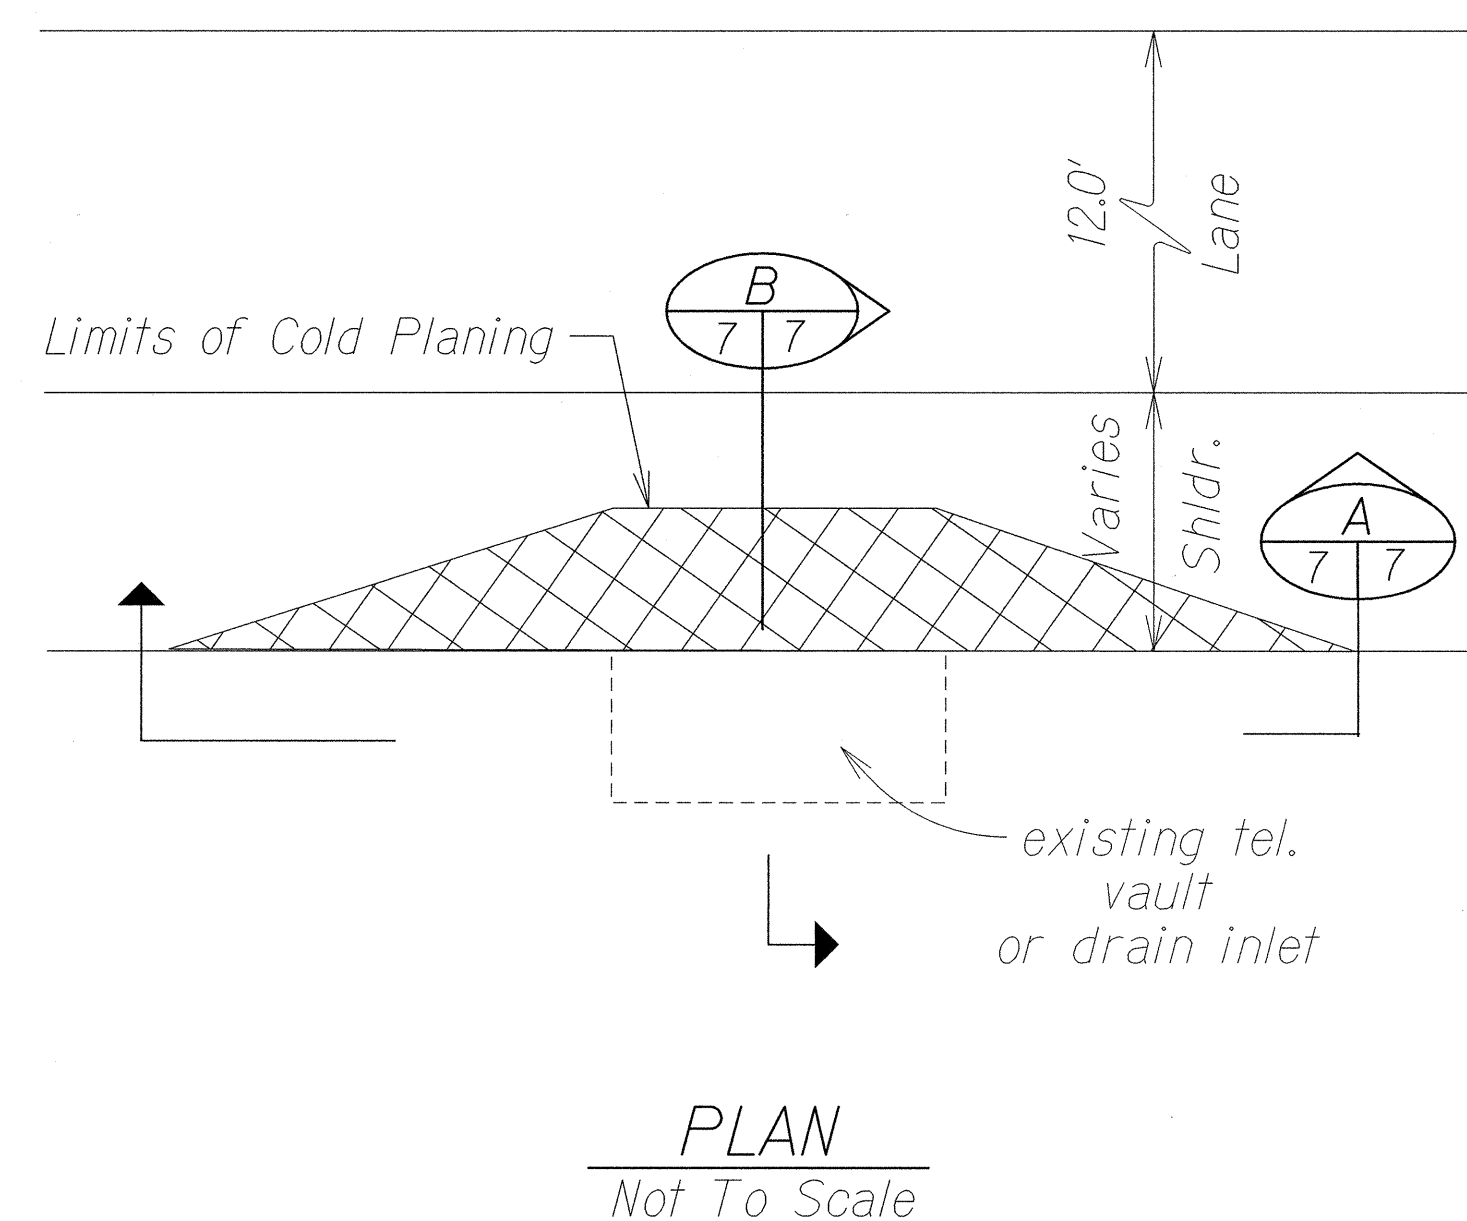 12.0'
Lane
B
7 7
Limits of Cold Planing
Varies
Shldr.
A
7 7
existing tel.
vault
or drain inlet
PLAN
Not To Scale